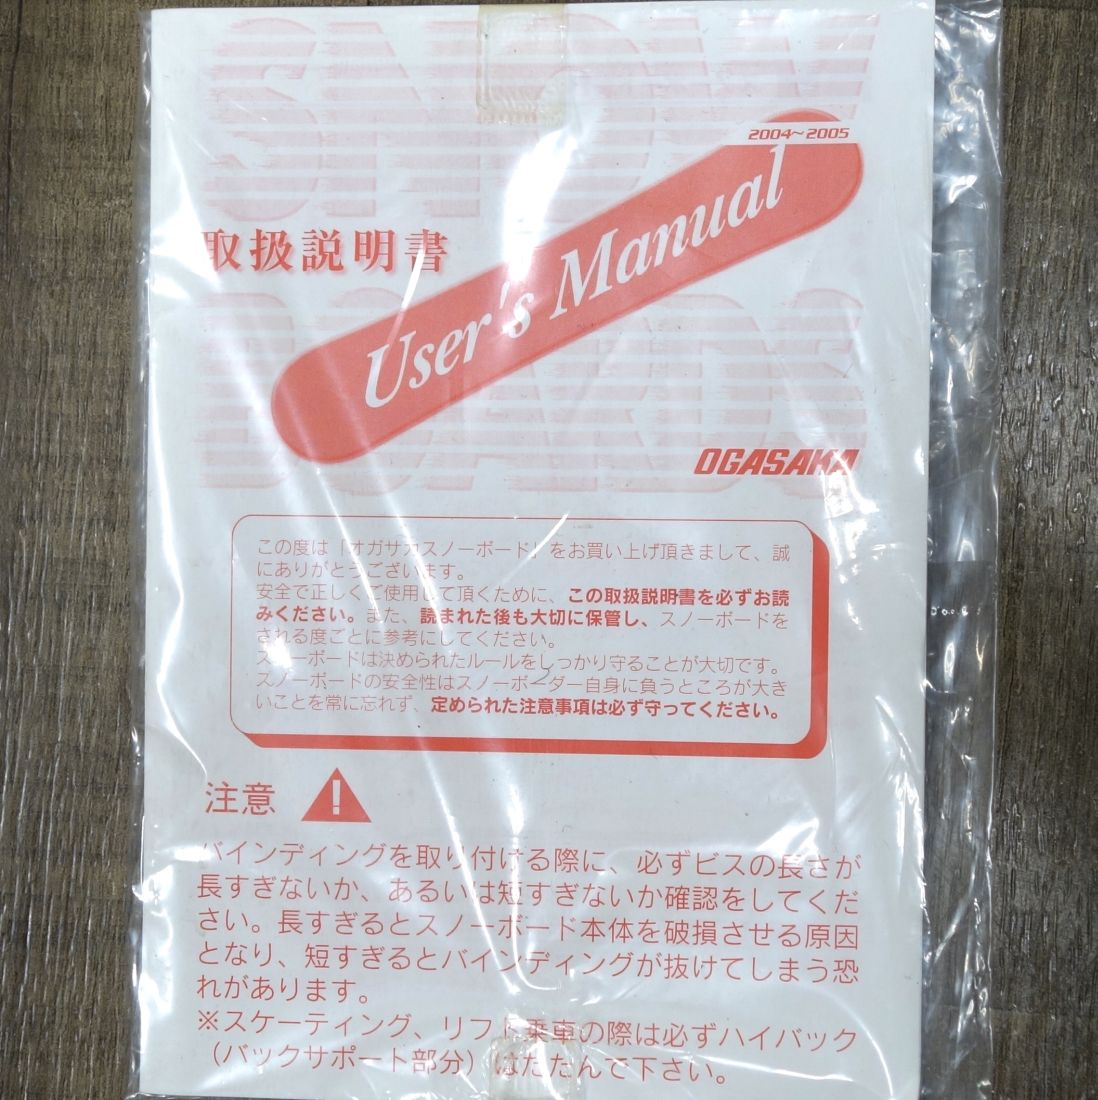 SNOW
2004～2005
取扱説明書
User's Manual
BOARDS
OGASAKA
この度は「オガサカスノーボード」をお買い上げ頂きまして、誠
にありがとうございます。
安全で正しくご使用して頂くために、この取扱説明書を必ずお読
みください。また、読まれた後も大切に保管し、スノーボードを
される度ごとに参考にしてください。
スノーボードは決められたルールをしっかり守ることが大切です。
スノーボードの安全性はスノーボーダー自身に負うところが大き
いことを常に忘れず、定められた注意事項は必ず守ってください。
注意
バインディングを取り付ける際に、必ずビスの長さが
長すぎないか、あるいは短すぎないか確認をしてくだ
さい。長すぎるとスノーボード本体を破損させる原因
となり、短すぎるとバインディングが抜けてしまう恐
れがあります。
※スケーティング、リフト乗車の際は必ずハイバック
（バックサポート部分）はたたんで下さい。